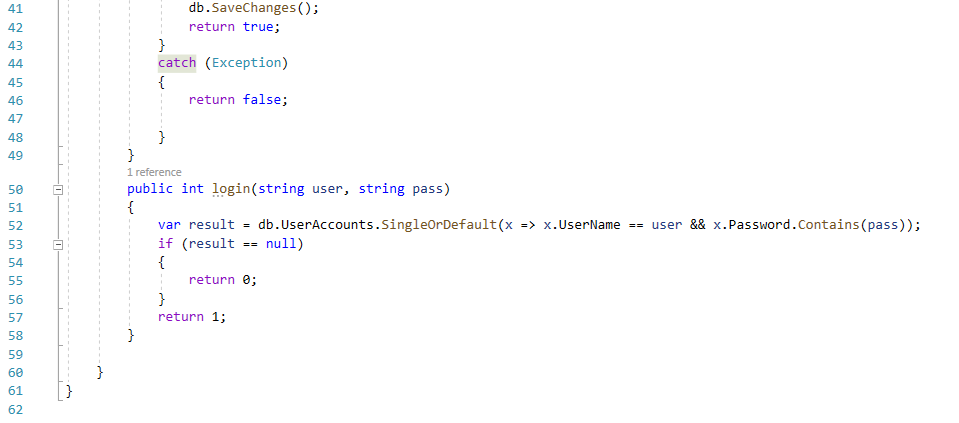 41 db.SaveChanges();
42 return true;
43 }
44 catch (Exception)
45 {
46 return false;
47
48 }
49 }
1 reference
50 public int login(string user, string pass)
51 {
52 var result = db.UserAccounts.SingleOrDefault(x => x.UserName == user && x.Password.Contains(pass));
53 if (result == null)
54 {
55 return 0;
56 }
57 return 1;
58 }
59
60 }
61 }
62